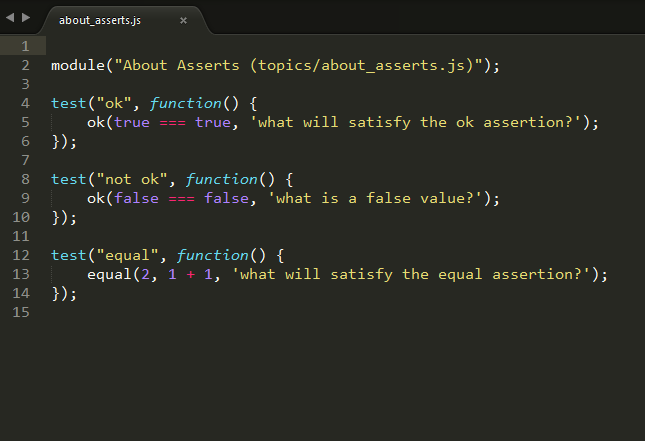 about_asserts.js ×
1
2 module("About Asserts (topics/about_asserts.js)");
3
4 test("ok", function() {
5     ok(true === true, 'what will satisfy the ok assertion?');
6 });
7
8 test("not ok", function() {
9     ok(false === false, 'what is a false value?');
10 });
11
12 test("equal", function() {
13     equal(2, 1 + 1, 'what will satisfy the equal assertion?');
14 });
15